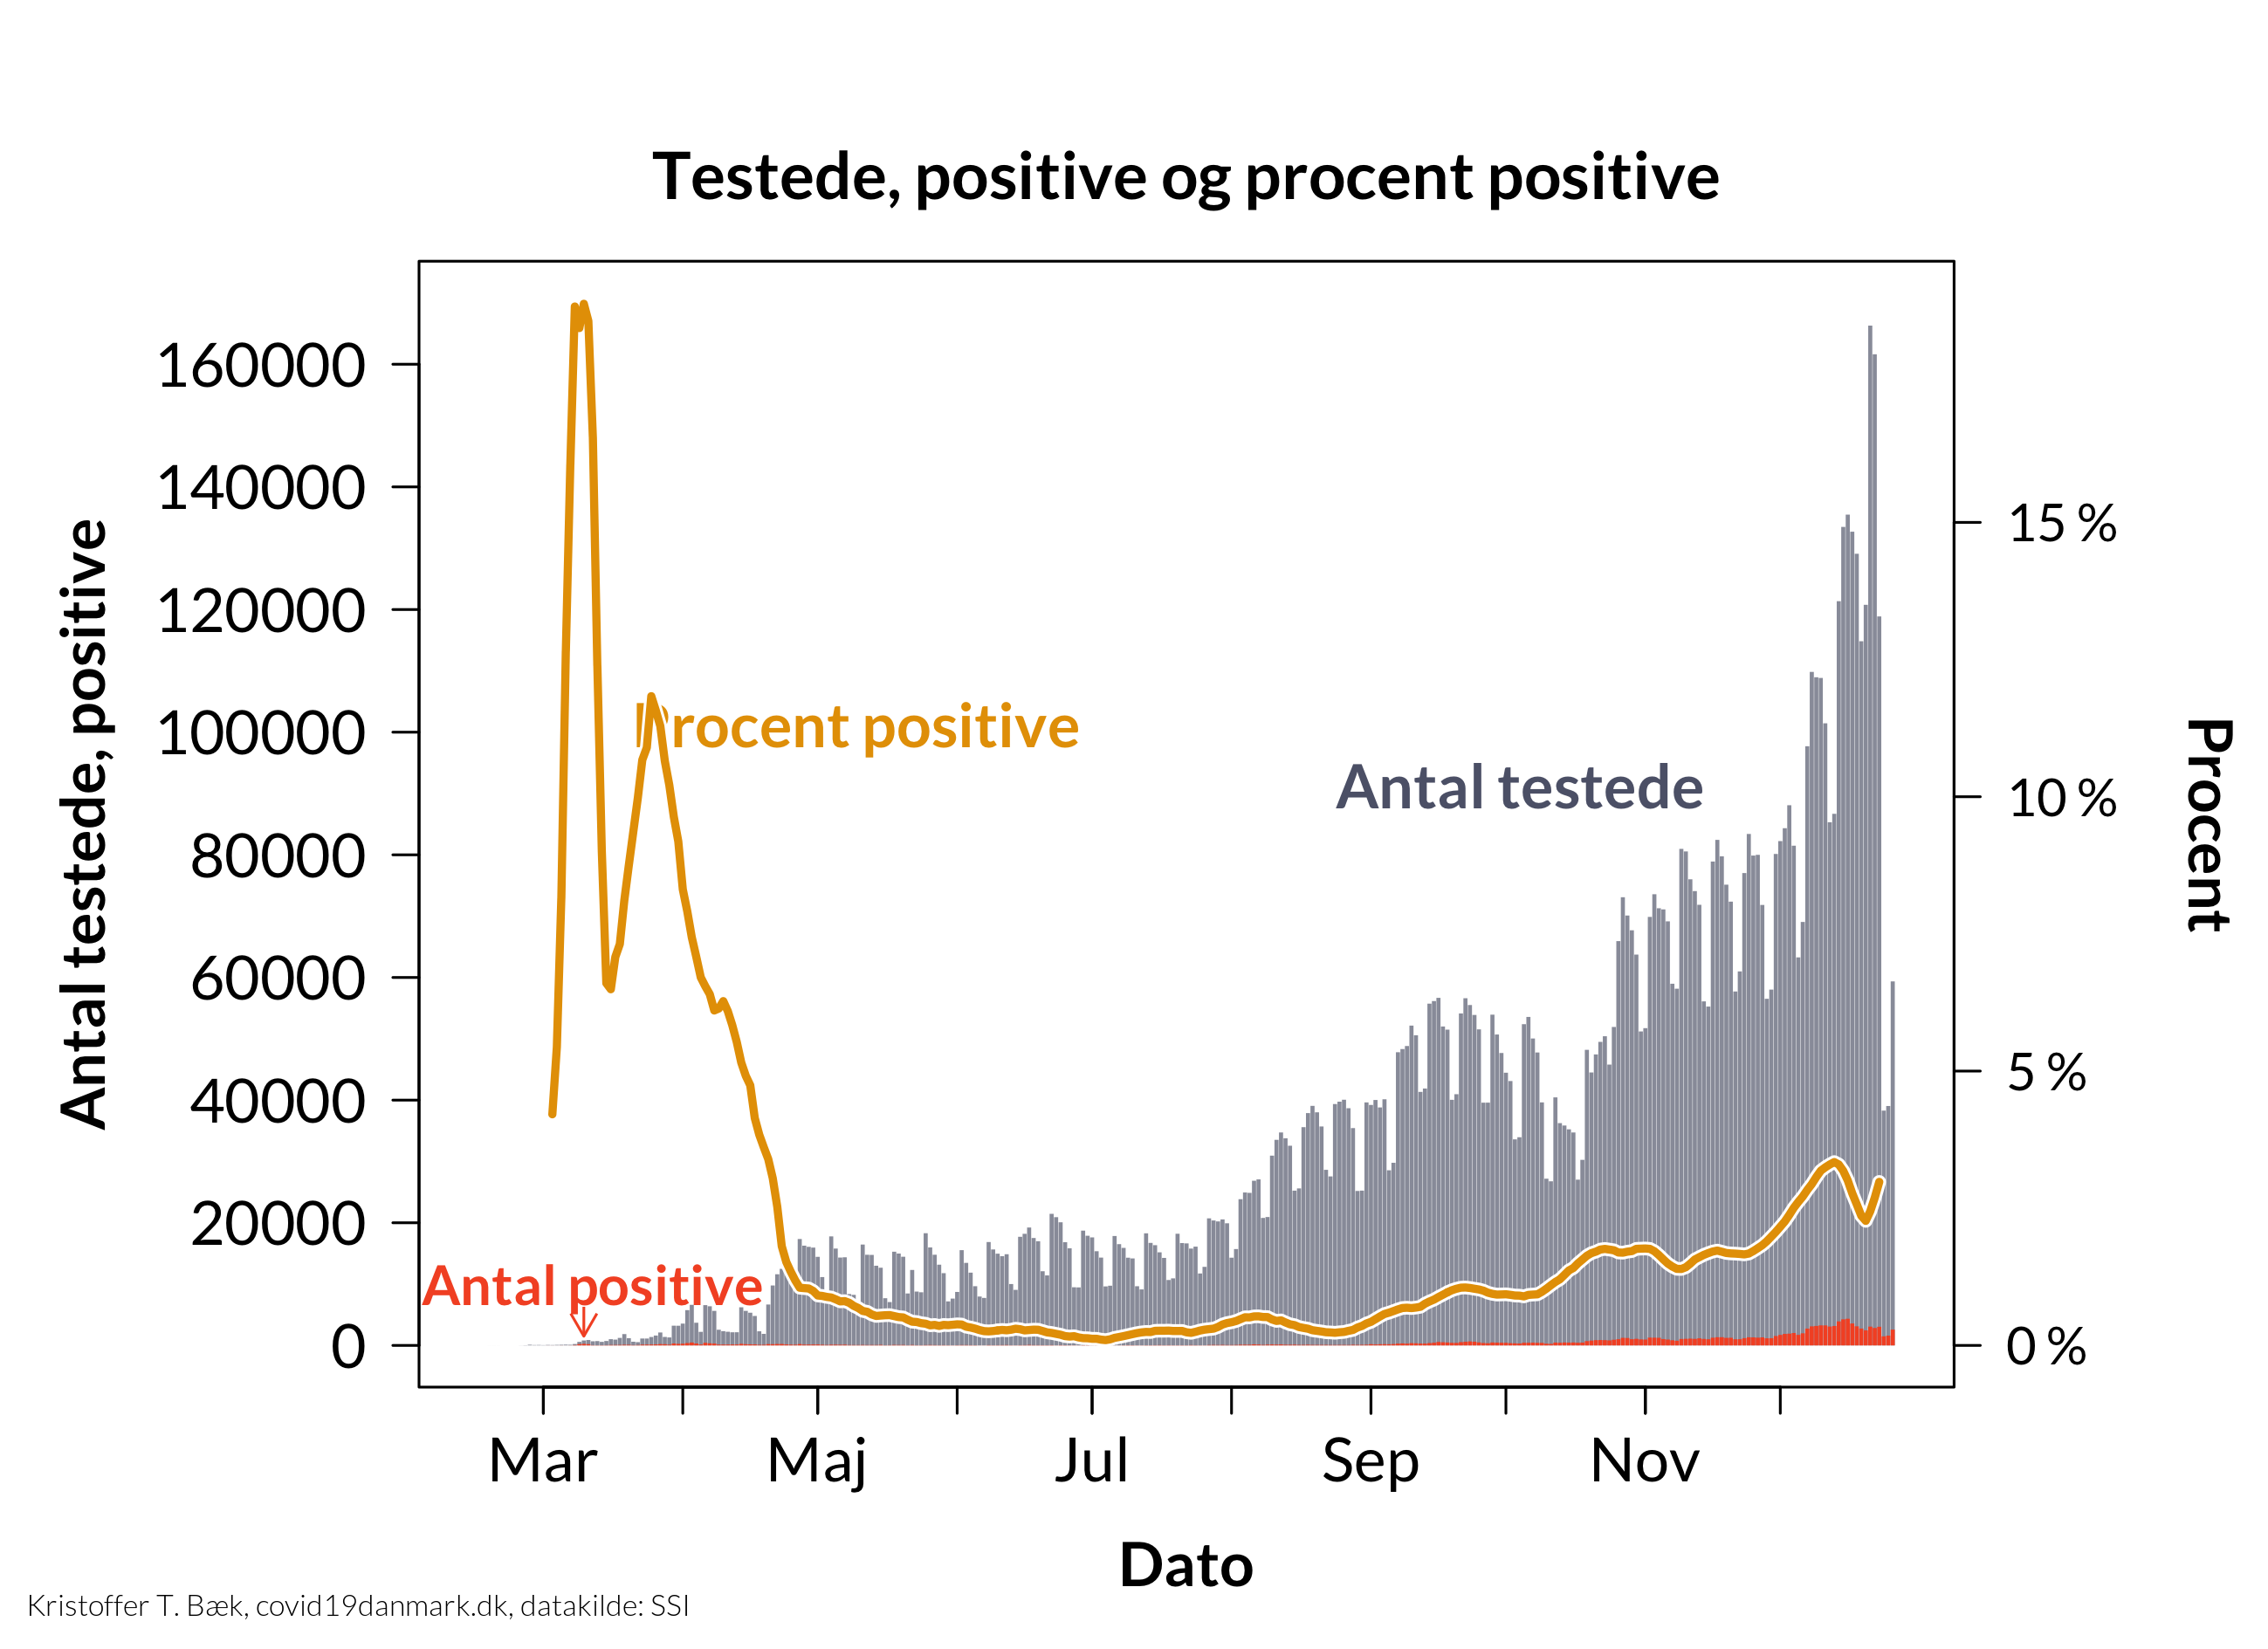 Testede, positive og procent positive
Antal testede, positive
160000
140000
120000
100000
80000
60000
40000
20000
0
Procent positive
Antal testede
Antal positive
15 %
10 %
5 %
0 %
Procent
Mar
Maj
Jul
Sep
Nov
Dato
Kristoffer T. Bæk, covid19danmark.dk, datakilde: SSI